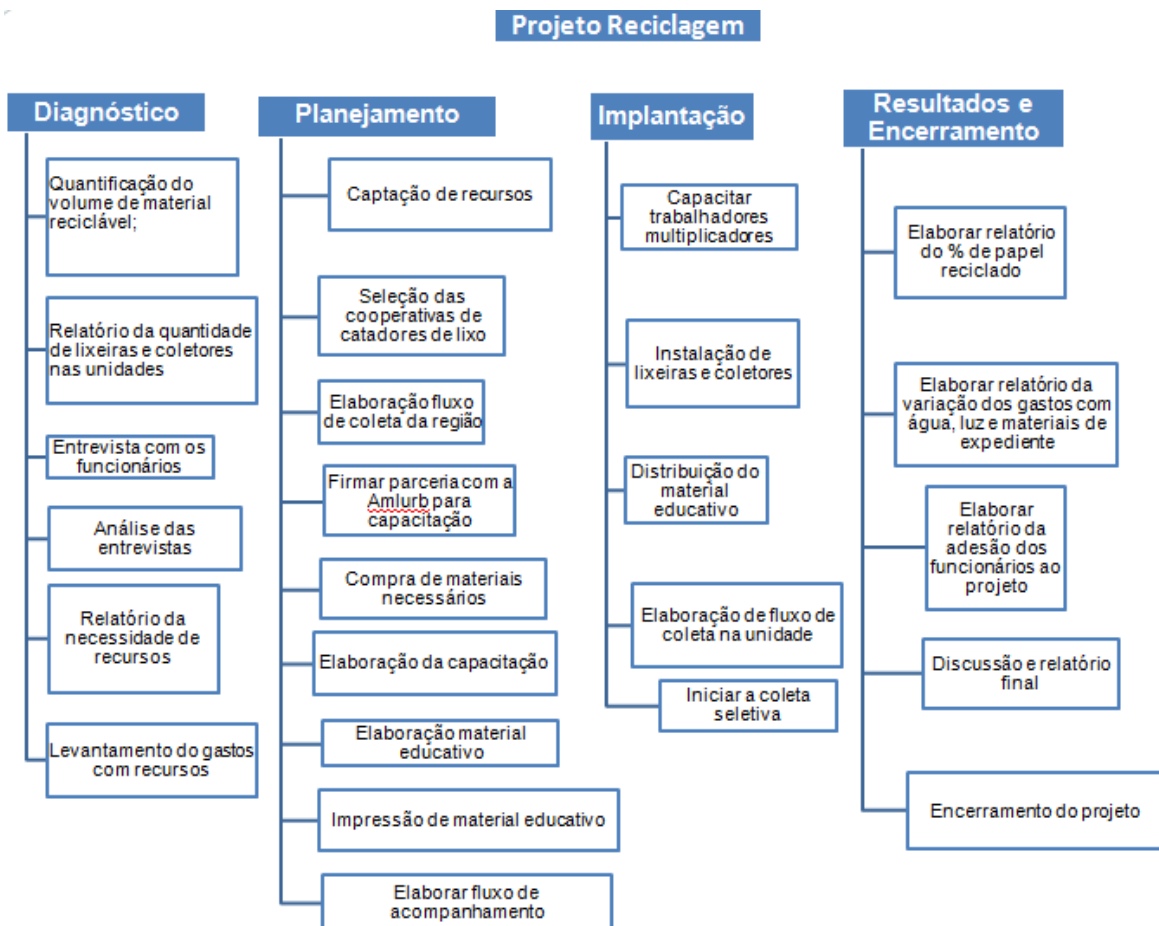 Projeto Reciclagem
Diagnóstico
Quantificação do
volume de material
reciclável;
Relatório da quantidade
de lixeiras e coletores
nas unidades
Entrevista com os
funcionários
Análise das
entrevistas
Relatório da
necessidade de
recursos
Levantamento do gastos
com recursos
Planejamento
Captação de recursos
Seleção das
cooperativas de
catadores de lixo
Elaboração fluxo
de coleta da região
Firmar parceria com a
Amlurb para
capacitação
Compra de materiais
necessários
Elaboração da capacitação
Elaboração material
educativo
Impressão de material educativo
Elaborar fluxo de
acompanhamento
Implantação
Capacitar
trabalhadores
multiplicadores
Instalação de
lixeiras e coletores
Distribuição do
material
educativo
Elaboração de fluxo de
coleta na unidade
Iniciar a coleta
seletiva
Resultados e
Encerramento
Elaborar relatório
do % de papel
reciclado
Elaborar relatório da
variação dos gastos com
água, luz e materiais de
expediente
Elaborar
relatório da
adesão dos
funcionários ao
projeto
Discussão e relatório
final
Encerramento do projeto